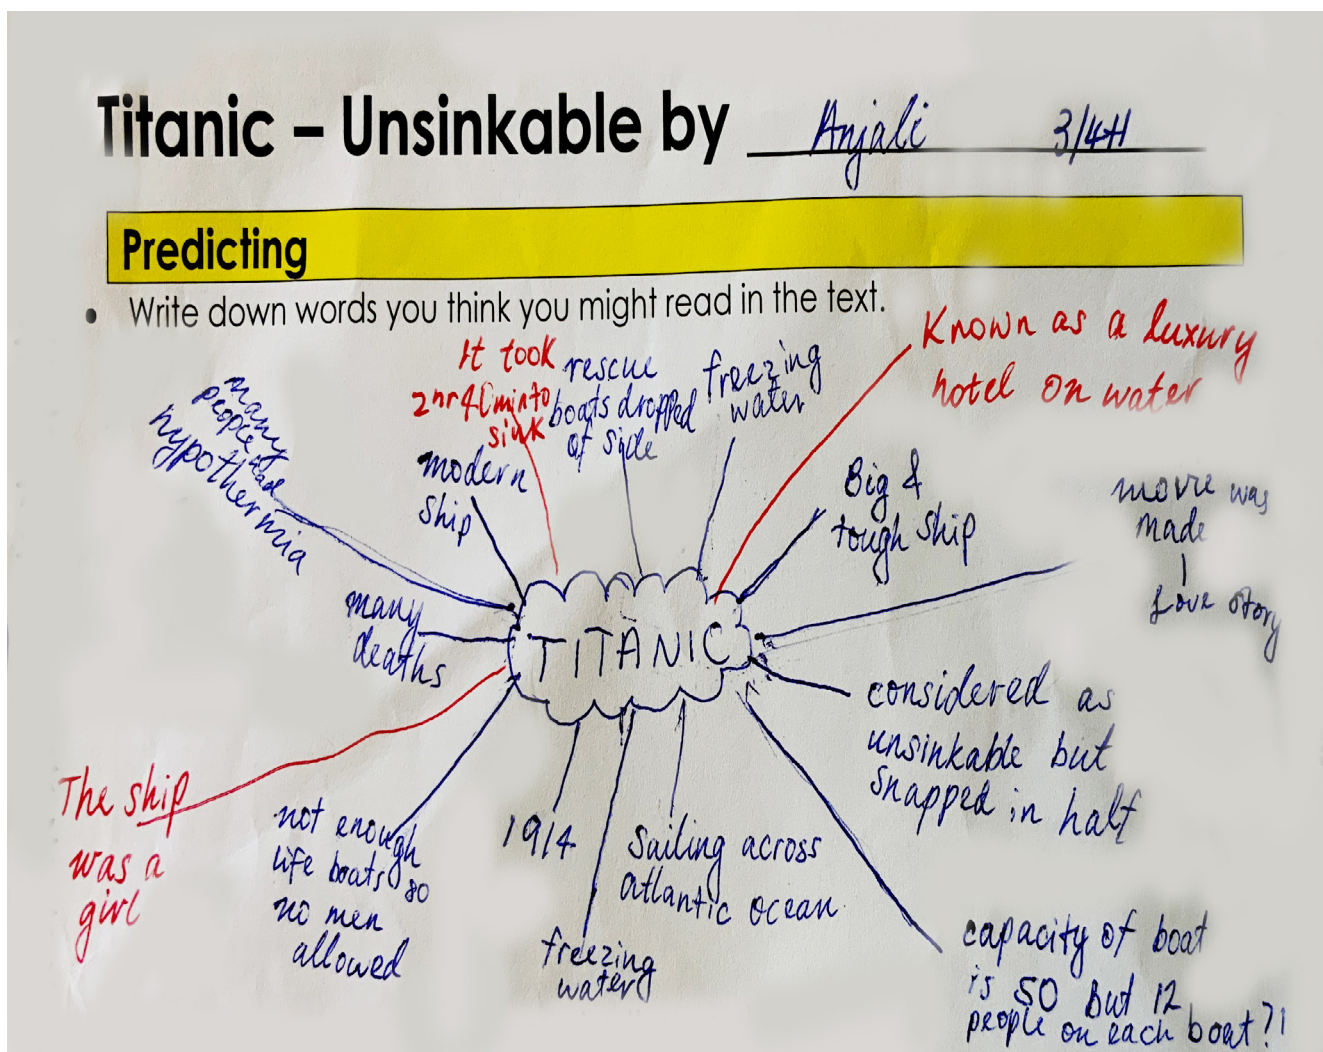 Titanic – Unsinkable by Anjali 3/4H
Predicting
• Write down words you think you might read in the text.
many
people had
hypothermia
It took
2hr 40min to
sink
modern
ship
rescue
boats dropped
of side
freezing
water
Known as a luxury
hotel on water
Big &
tough ship
movie was
made
love story
many
deaths
TITANIC
considered as
unsinkable but
snapped in half
The ship
was a
girl
not enough
life boats so
no men
allowed
1914
freezing
water
Sailing across
atlantic ocean
capacity of boat
is 50 But 12
people on each boat?!